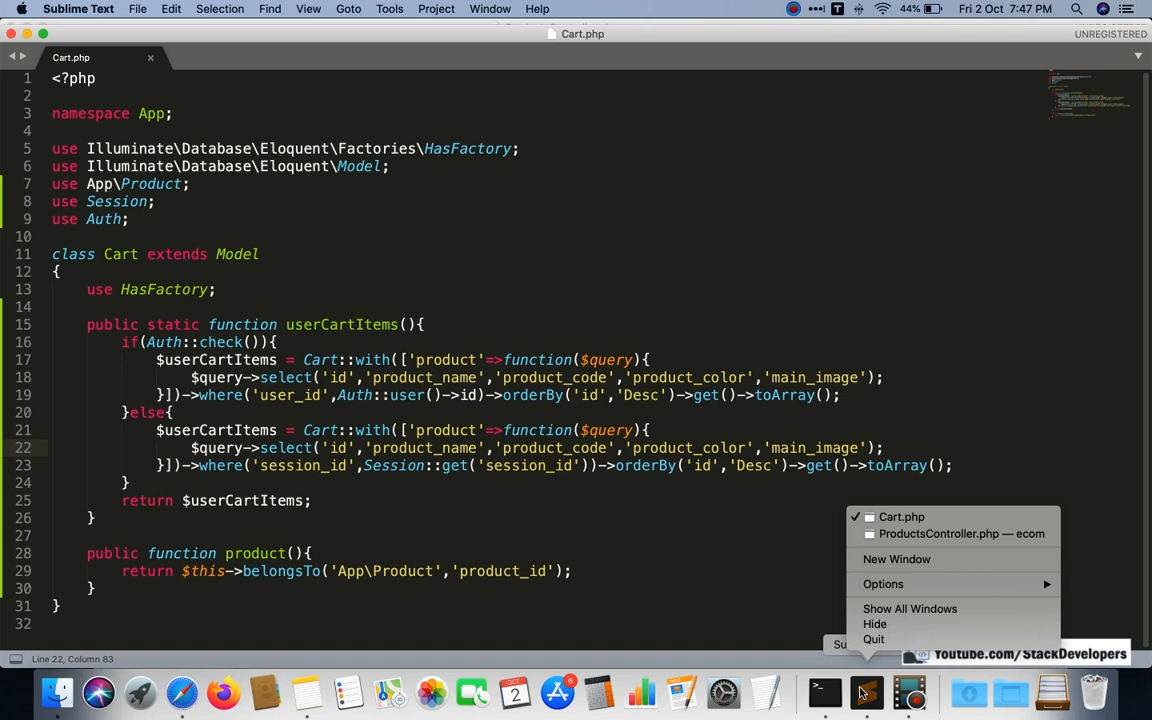 Sublime Text File Edit Selection Find View Goto Tools Project Window Help 44% Fri 2 Oct 7:47 PM
Cart.php UNREGISTERED
Cart.php
1 <?php
2
3 namespace App;
4
5 use Illuminate\Database\Eloquent\Factories\HasFactory;
6 use Illuminate\Database\Eloquent\Model;
7 use App\Product;
8 use Session;
9 use Auth;
10
11 class Cart extends Model
12 {
13 use HasFactory;
14
15 public static function userCartItems(){
16 if(Auth::check()){
17 $userCartItems = Cart::with(['product'=>function($query){
18 $query->select('id','product_name','product_code','product_color','main_image');
19 }])->where('user_id',Auth::user()->id)->orderBy('id','Desc')->get()->toArray();
20 }else{
21 $userCartItems = Cart::with(['product'=>function($query){
22 $query->select('id','product_name','product_code','product_color','main_image');
23 }])->where('session_id',Session::get('session_id'))->orderBy('id','Desc')->get()->toArray();
24 }
25 return $userCartItems;
26 }
27
28 public function product(){
29 return $this->belongsTo('App\Product','product_id');
30 }
31 }
32
✓ Cart.php
ProductsController.php — ecom
New Window
Options
Show All Windows
Hide
Quit
Su
Youtube.com/StackDevelopers
Line 22, Column 83
OCT
2
6